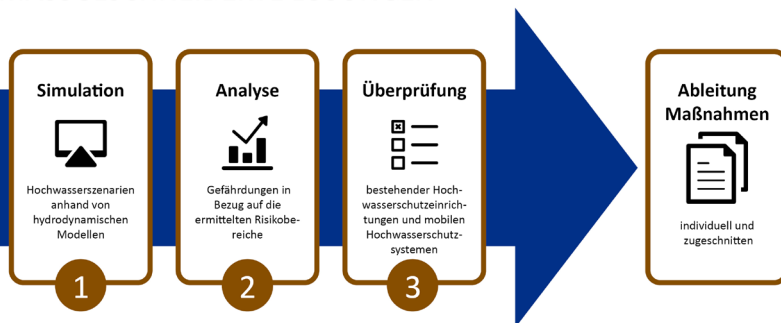 Simulation
Hochwasserszenarien
anhand von
hydrodynamischen
Modellen
1
Analyse
Gefährdungen in
Bezug auf die
ermittelten Risikobe-
reiche
2
Überprüfung
bestehender Hoch-
wasserschutzeinrich-
tungen und mobilen
Hochwasserschutz-
systemen
3
Ableitung
Maßnahmen
individuell und
zugeschnitten